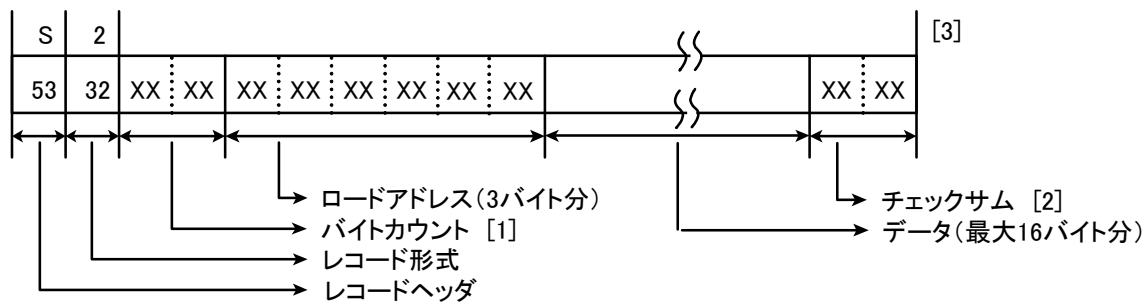 S 2 [3]
53 32 XX XX XX XX XX XX XX XX XX XX
ロードアドレス(3バイト分) チェックサム [2]
バイトカウント [1] データ(最大16バイト分)
レコード形式
レコードヘッダ